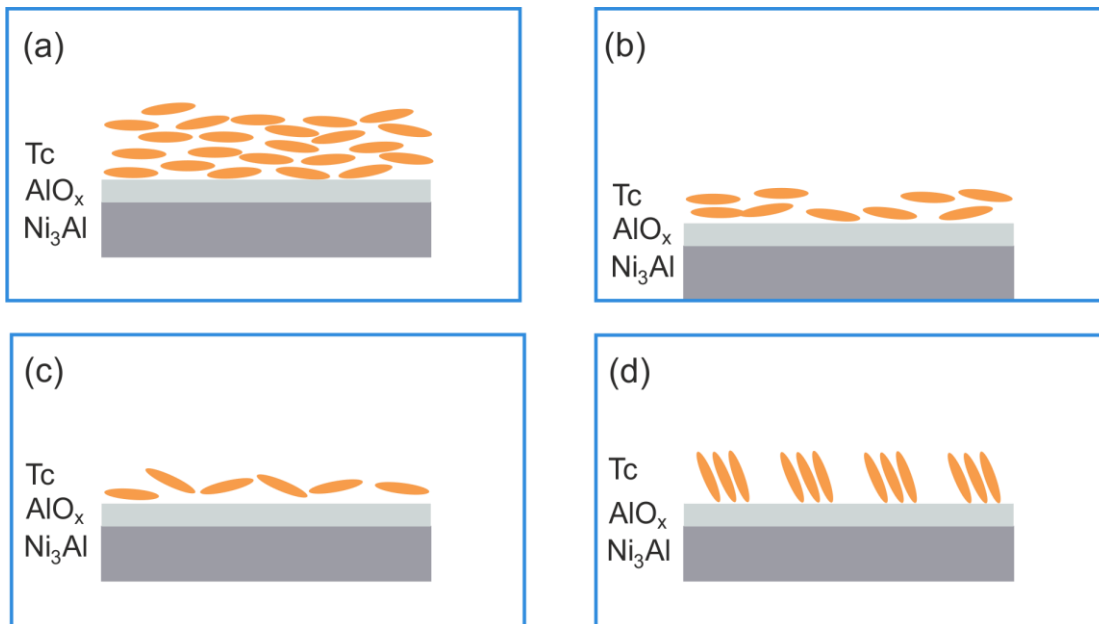 (a)
Tc
AlOₓ
Ni₃Al
(b)
Tc
AlOₓ
Ni₃Al
(c)
Tc
AlOₓ
Ni₃Al
(d)
Tc
AlOₓ
Ni₃Al